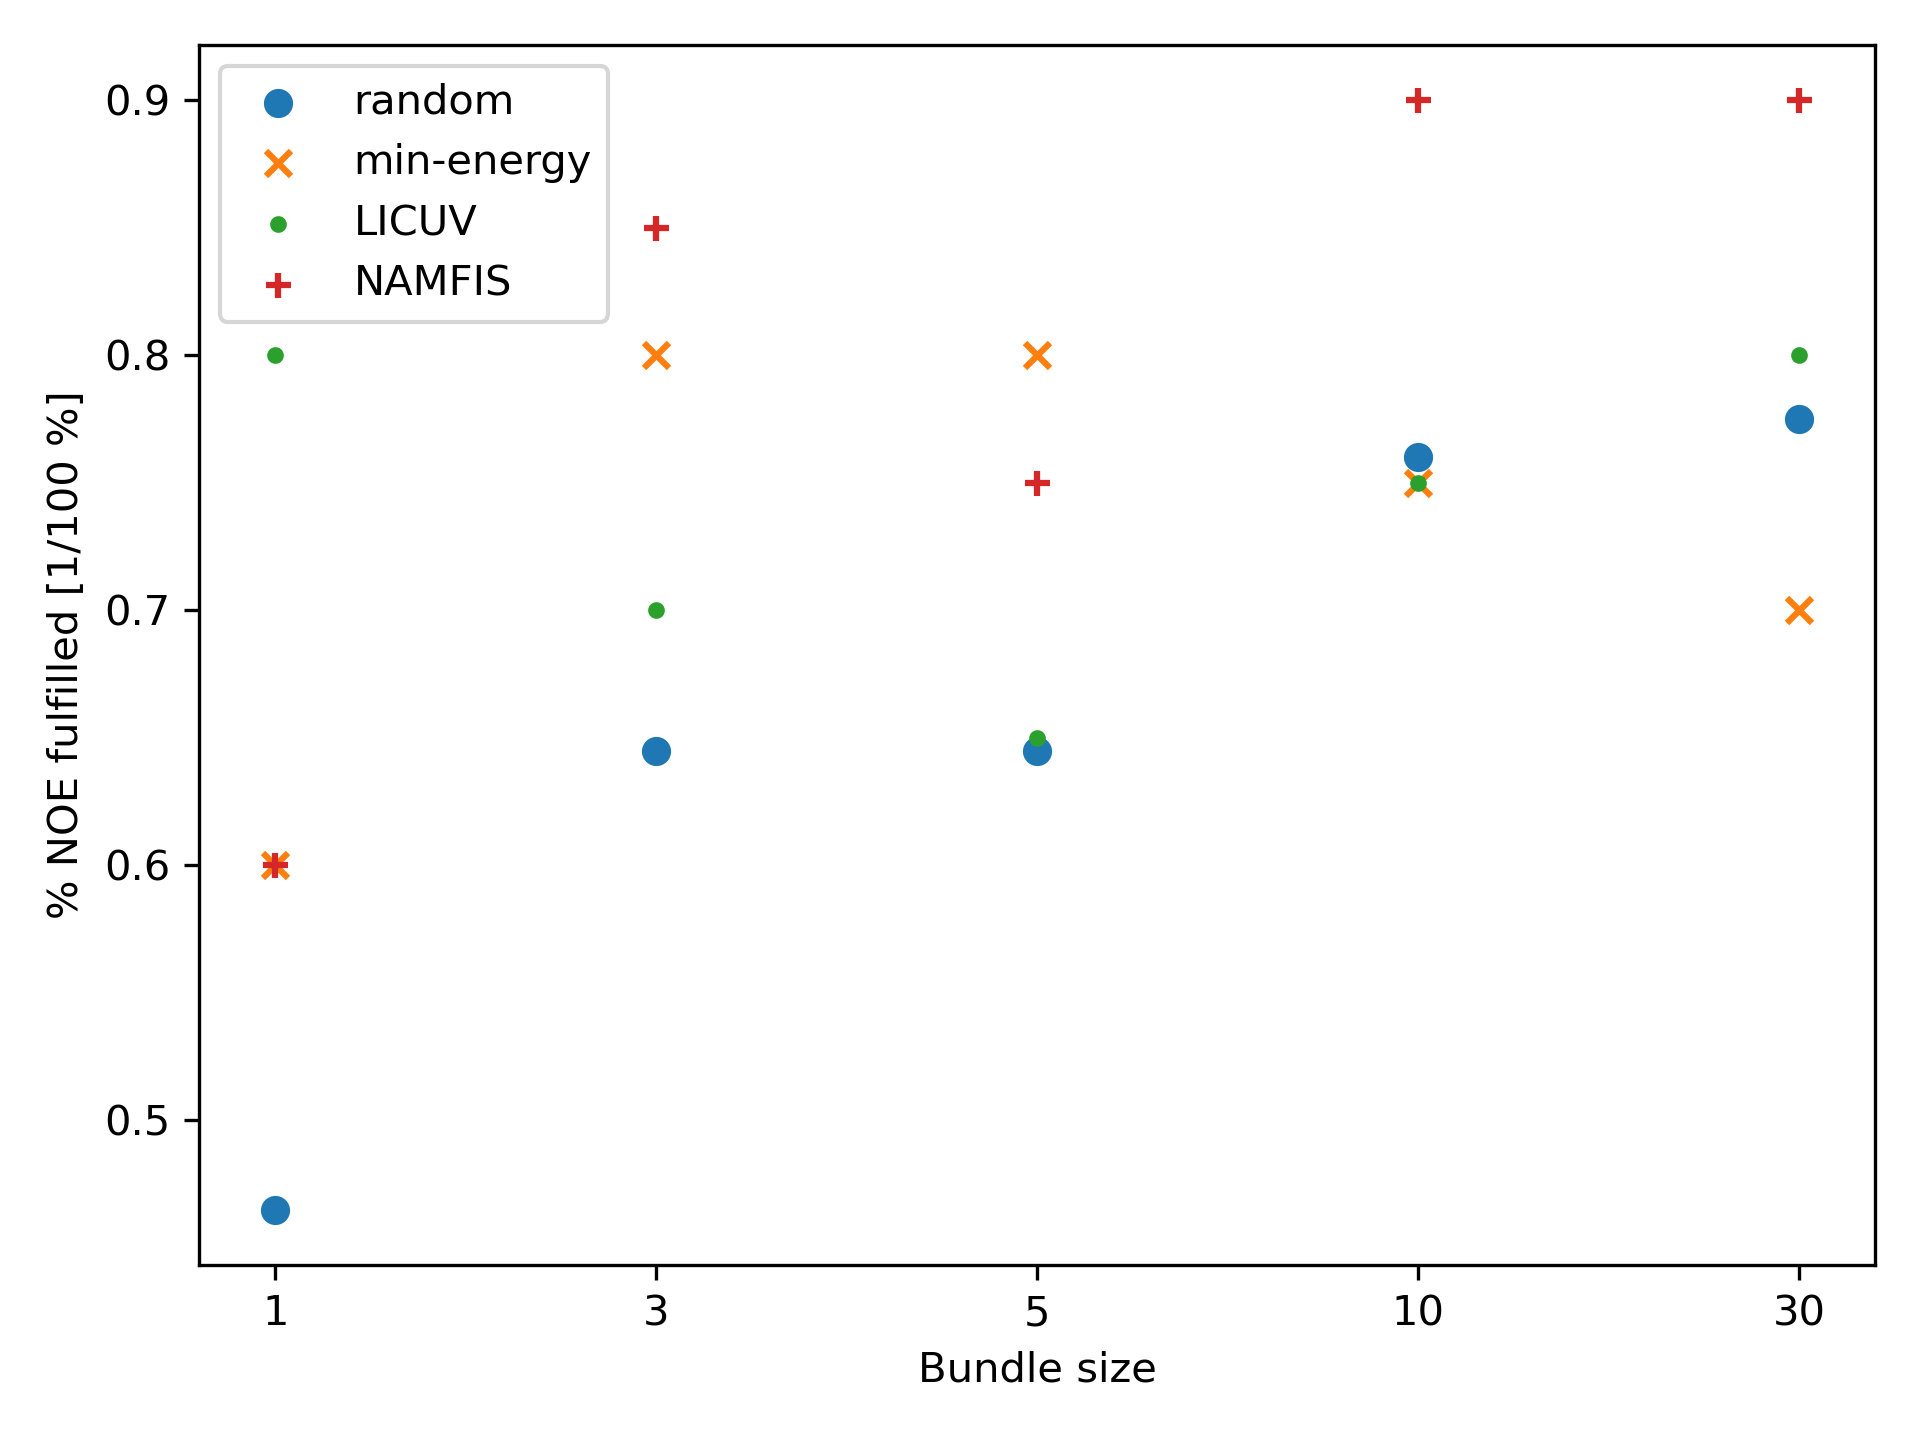 random
min-energy
LICUV
NAMFIS
0.9
0.8
0.7
0.6
0.5
% NOE fulfilled [1/100 %]
1 3 5 10 30
Bundle size